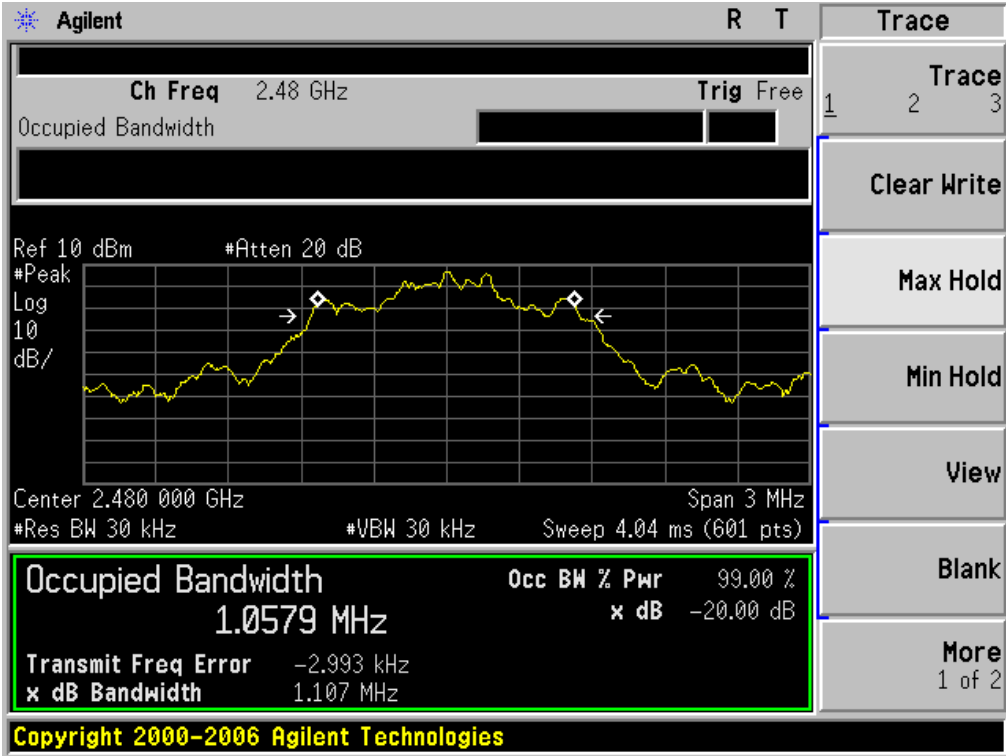 Agilent R T Trace
Ch Freq 2.48 GHz Trig Free
Occupied Bandwidth
Trace
1 2 3
Clear Write
Ref 10 dBm #Atten 20 dB
#Peak
Log
10
dB/
Max Hold
Min Hold
View
Center 2.480 000 GHz Span 3 MHz
#Res BW 30 kHz #VBW 30 kHz Sweep 4.04 ms (601 pts)
Occupied Bandwidth Occ BW % Pwr 99.00 %
1.0579 MHz x dB -20.00 dB
Transmit Freq Error -2.993 kHz
x dB Bandwidth 1.107 MHz
Blank
More
1 of 2
Copyright 2000-2006 Agilent Technologies